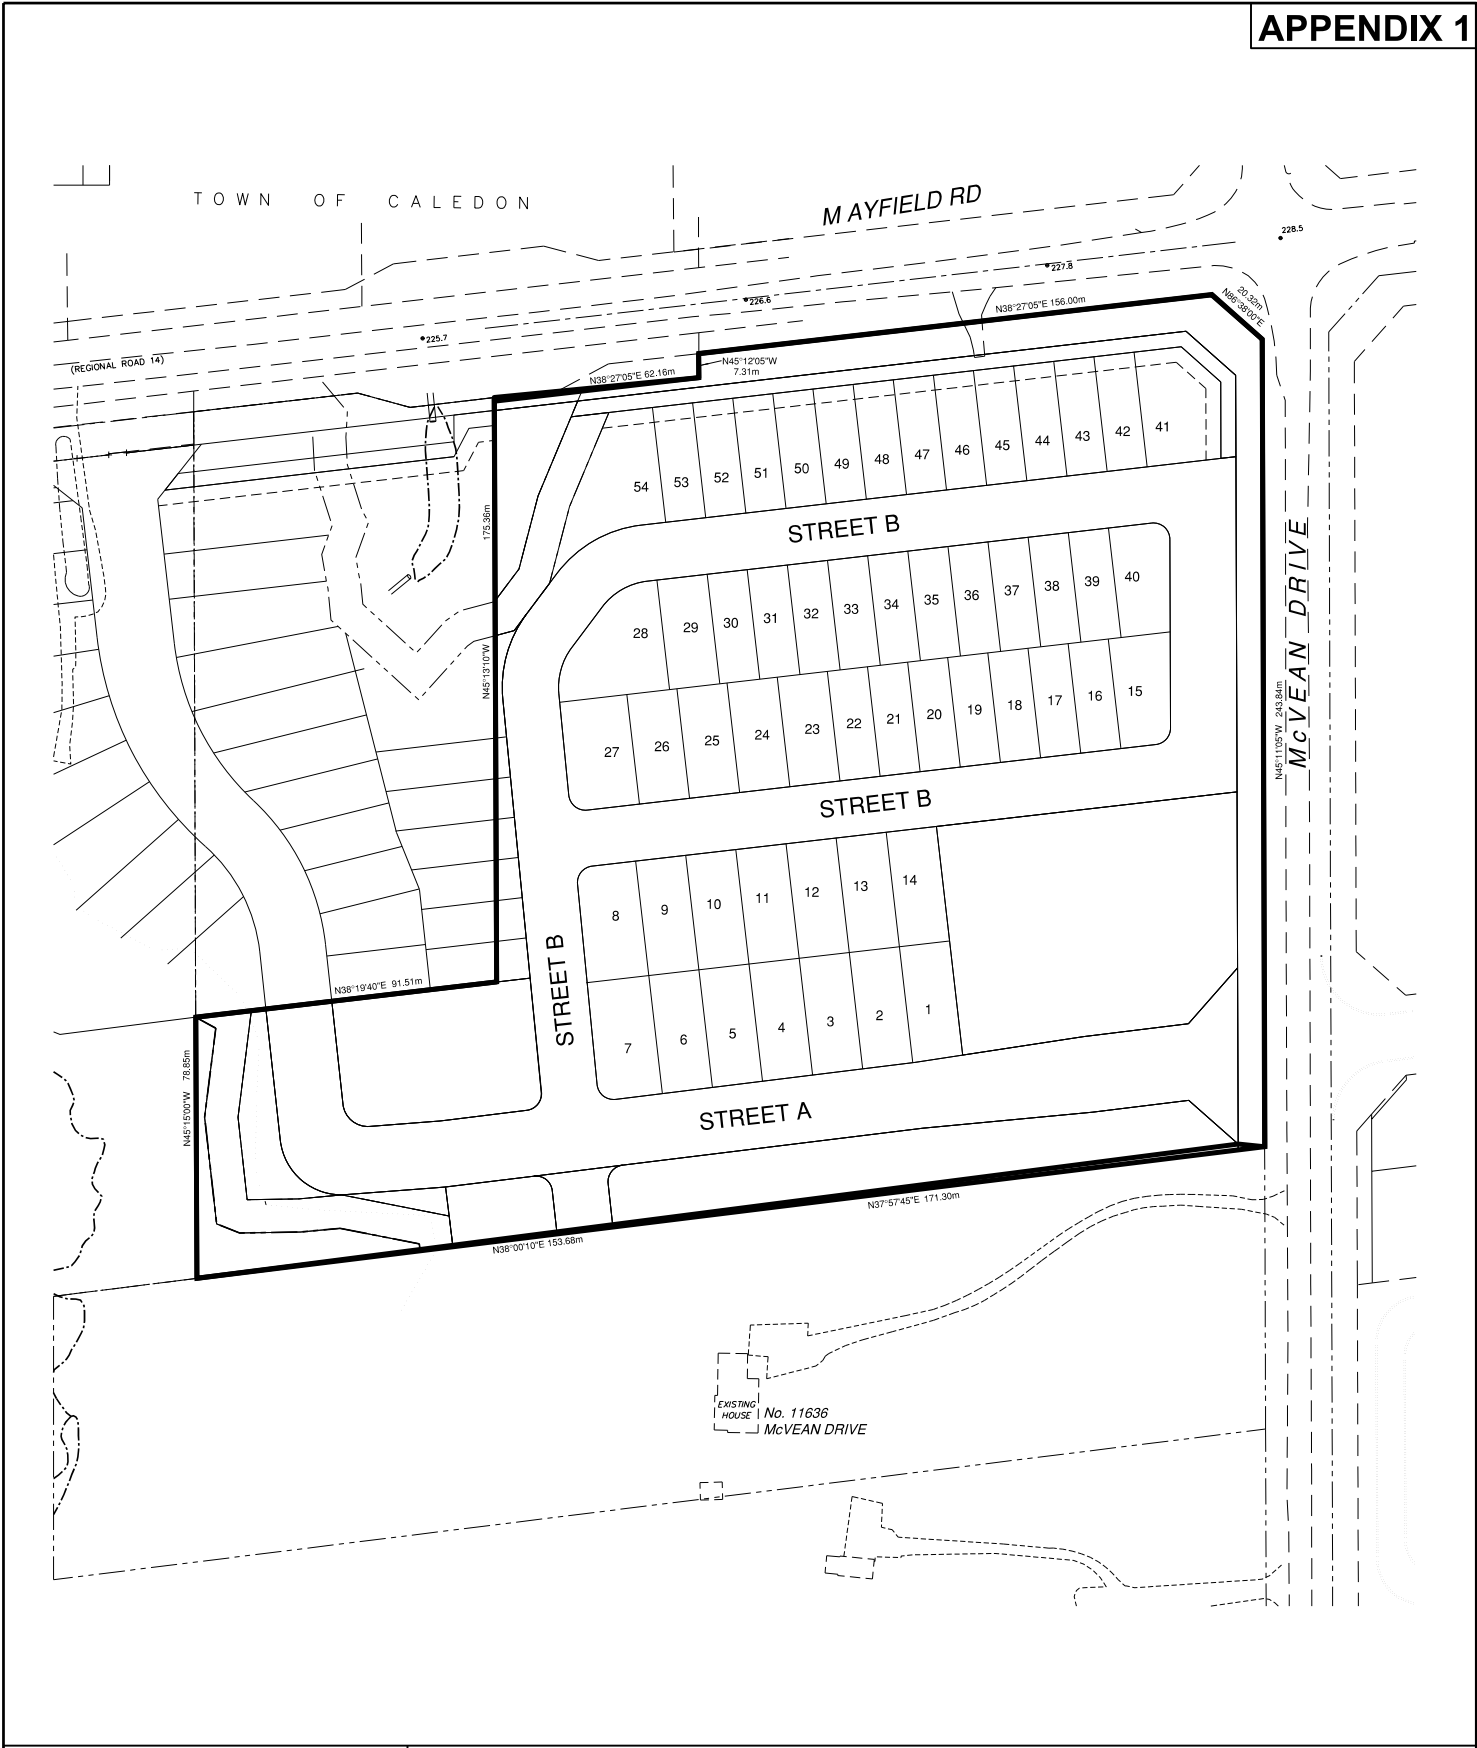 APPENDIX 1
TOWN OF CALEDON
MAYFIELD RD
228.5
227.8
226.6
225.7
(REGIONAL ROAD 14)
N38°27'05"E 156.00m
20.32m
N86°38'00"E
N45°12'05"W
7.31m
N38°27'05"E 62.16m
54 53 52 51 50 49 48 47 46 45 44 43 42 41
STREET B
175.36m
N45°13'10"W
28 29 30 31 32 33 34 35 36 37 38 39 40
27 26 25 24 23 22 21 20 19 18 17 16 15
McVEAN DRIVE
N45°11'05"W 243.84m
STREET B
8 9 10 11 12 13 14
STREET B
7 6 5 4 3 2 1
N38°19'40"E 91.51m
N45°15'00"W 78.85m
STREET A
N37°57'45"E 171.30m
N38°00'10"E 153.68m
EXISTING
HOUSE
No. 11636
McVEAN DRIVE